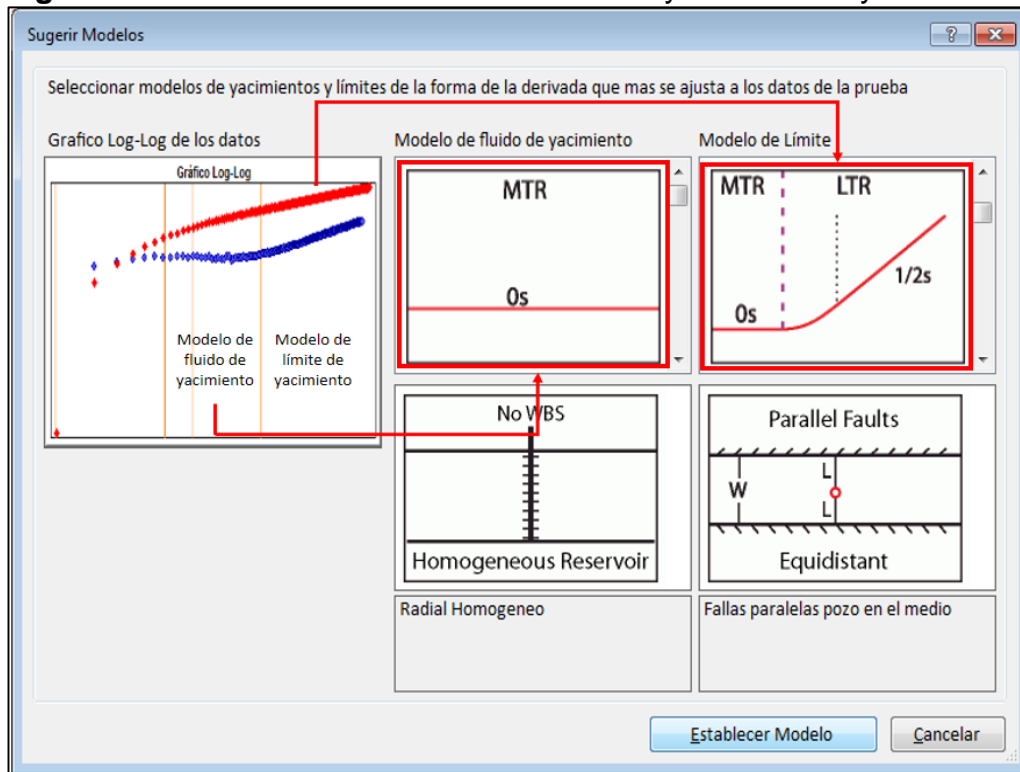 Sugerir Modelos
Seleccionar modelos de yacimientos y límites de la forma de la derivada que mas se ajusta a los datos de la prueba
Grafico Log-Log de los datos
Gráfico Log-Log
Modelo de
fluido de
yacimiento
Modelo de
límite de
yacimiento
Modelo de fluido de yacimiento
MTR
0s
No WBS
Homogeneous Reservoir
Radial Homogeneo
Modelo de Límite
MTR
LTR
0s
1/2s
Parallel Faults
W
L
L
Equidistant
Fallas paralelas pozo en el medio
Establecer Modelo
Cancelar